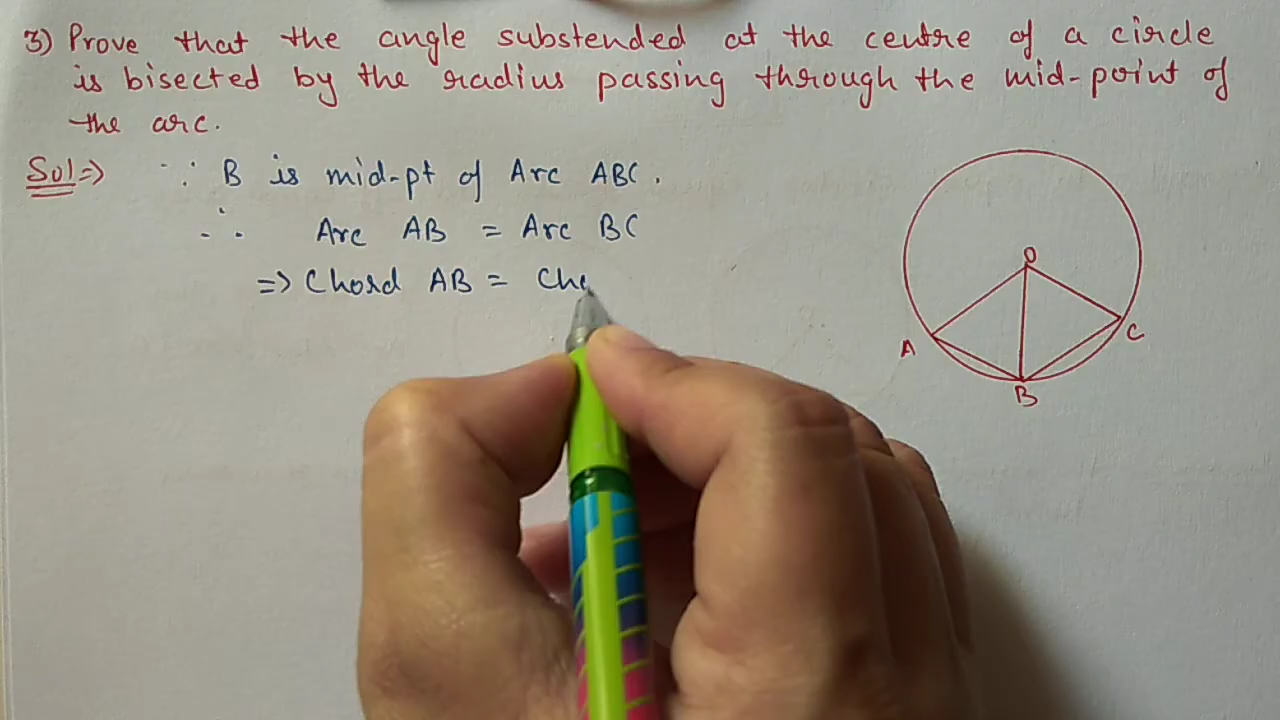 3) Prove that the angle substended at the centre of a circle
is bisected by the radius passing through the mid-point of
the arc.
Sol => ∵ B is mid-pt of Arc ABC.
∴ Arc AB = Arc BC
=> Chord AB = Cho
O
A
C
B